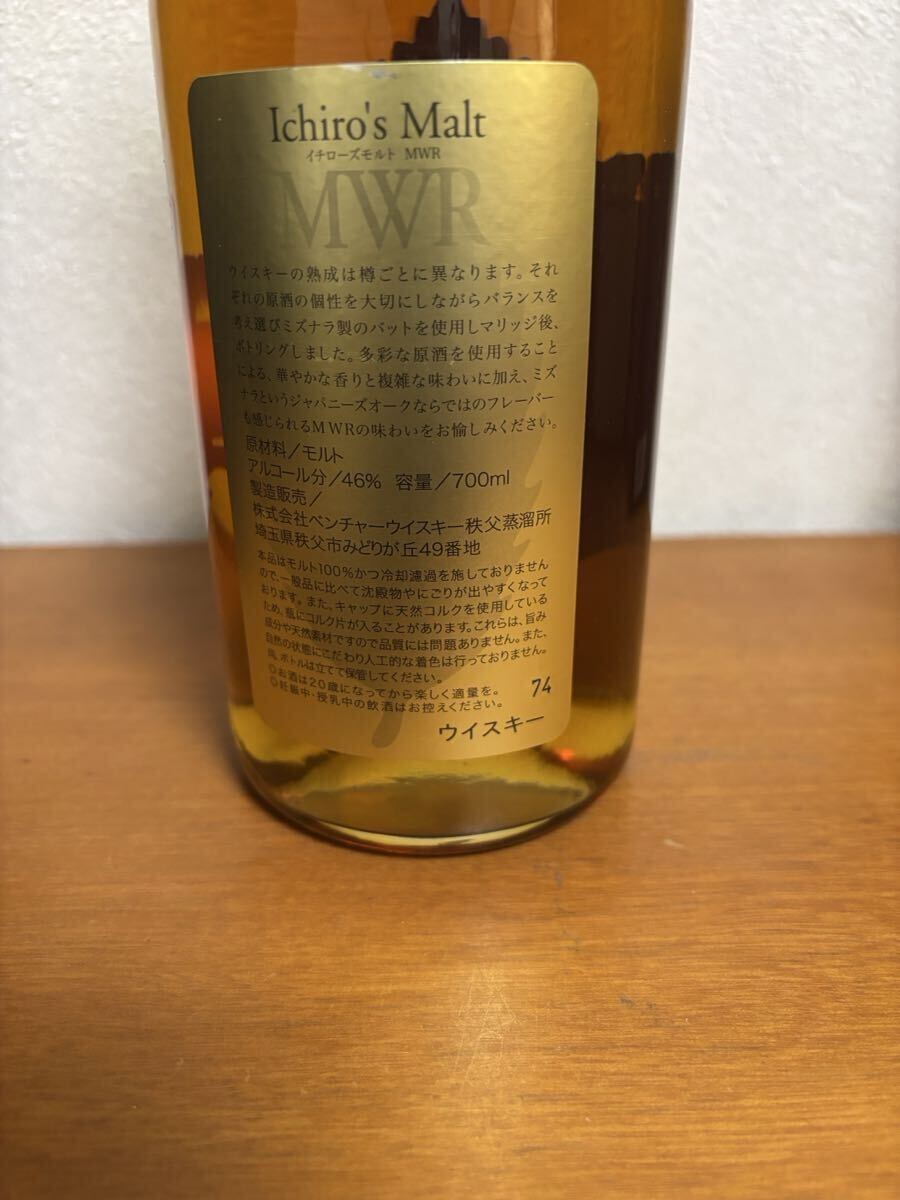 Ichiro's Malt
イチローズモルト MWR
MWR
ウイスキーの熟成は樽ごとに異なります。それ
ぞれの原酒の個性を大切にしながらバランスを
考え選びミズナラ製のバットを使用しマリッジ後、
ボトリングしました。多彩な原酒を使用すること
による、華やかな香りと複雑な味わいに加え、ミズ
ナラというジャパニーズオークならではのフレーバー
も感じられるMWRの味わいをお愉しみください。
原材料/モルト
アルコール分/46% 容量/700ml
製造販売/
株式会社ベンチャーウイスキー秩父蒸溜所
埼玉県秩父市みどりが丘49番地
本品はモルト100%かつ冷却濾過を施しておりません
ので、一般品に比べて沈殿物やにごりが出やすくなって
おります。また、キャップに天然コルクを使用している
ため、瓶にコルク片が入ることがあります。これらは、旨み
成分や天然素材ですので品質には問題ありません。また、
自然の状態にこだわり人工的な着色は行っておりません。
尚、ボトルは立てて保管してください。
◎お酒は20歳になってから楽しく適量を。
◎妊娠中・授乳中の飲酒はお控えください。 74
ウイスキー